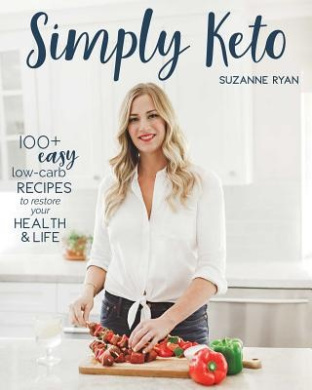 Simply Keto
SUZANNE RYAN
100+
easy
low-carb
RECIPES
to restore
your
HEALTH
& LIFE